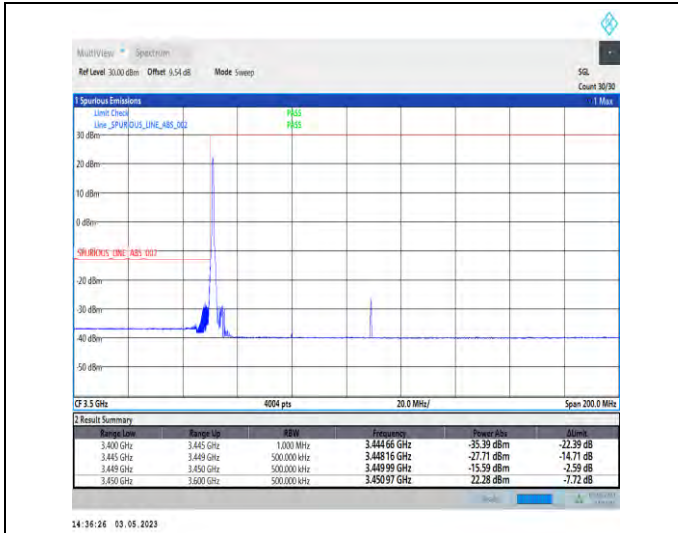 MultiView Spectrum
Ref Level 30.00 dBm Offset 9.54 dB Mode Sweep SGL
Count 30/30
1 Spurious Emissions 1 Max
Limit Check PASS
Line _SPURIOUS_LINE_ABS_002 PASS
30 dBm
20 dBm
10 dBm
0 dBm
_SPURIOUS_LINE_ABS_002
-20 dBm
-30 dBm
-40 dBm
-50 dBm
CF 3.5 GHz 4004 pts 20.0 MHz/ Span 200.0 MHz
2 Result Summary
Range Low Range Up RBW Frequency Power Abs ΔLimit
3.400 GHz 3.445 GHz 1.000 MHz 3.444 66 GHz -35.39 dBm -22.39 dB
3.445 GHz 3.449 GHz 500.000 kHz 3.448 16 GHz -27.71 dBm -14.71 dB
3.449 GHz 3.450 GHz 500.000 kHz 3.449 99 GHz -15.59 dBm -2.59 dB
3.450 GHz 3.600 GHz 500.000 kHz 3.450 97 GHz 22.28 dBm -7.72 dB
14:36:26 03.05.2023